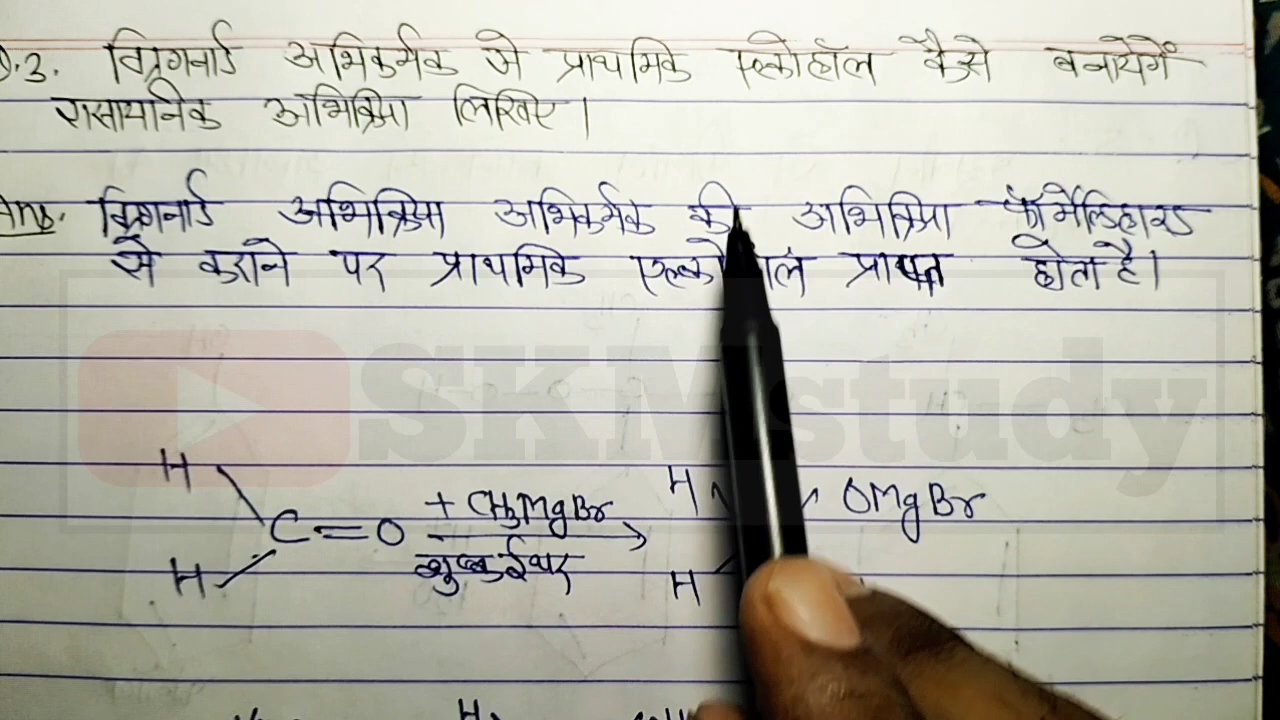 Q.3. ग्रिगनार्ड अभिकर्मक से प्राथमिक एल्कोहॉल कैसे बनायेगें
रासायनिक अभिक्रिया लिखिए।
Ans. ग्रिगनार्ड अभिक्रिया अभिकर्मक की अभिक्रिया फॉर्मेल्डिहाइड
से कराने पर प्राथमिक प्राप्त होता है।
SKMstudy
H
+ CH3MgBr
C=O
शुष्क ईथर
H
H OMgBr
H
H